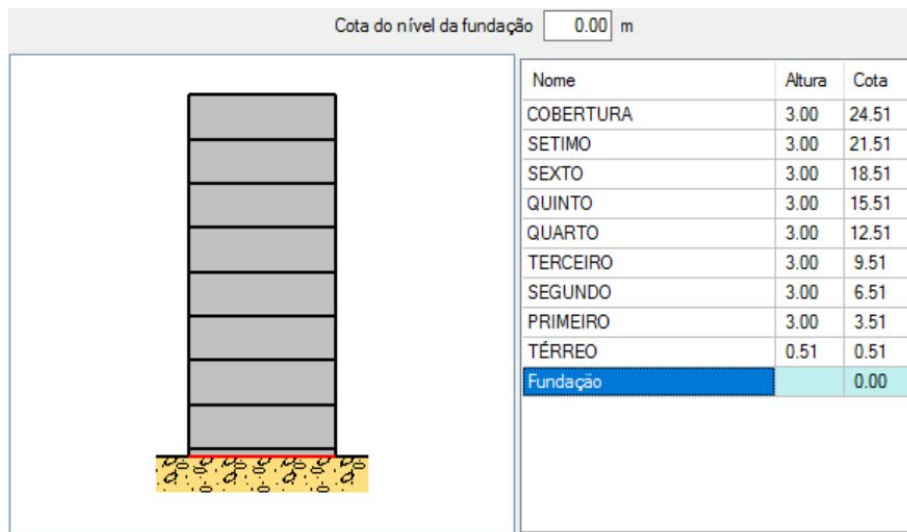 Cota do nível da fundação 0.00 m
Nome Altura Cota
COBERTURA 3.00 24.51
SETIMO 3.00 21.51
SEXTO 3.00 18.51
QUINTO 3.00 15.51
QUARTO 3.00 12.51
TERCEIRO 3.00 9.51
SEGUNDO 3.00 6.51
PRIMEIRO 3.00 3.51
TÉRREO 0.51 0.51
Fundação 0.00